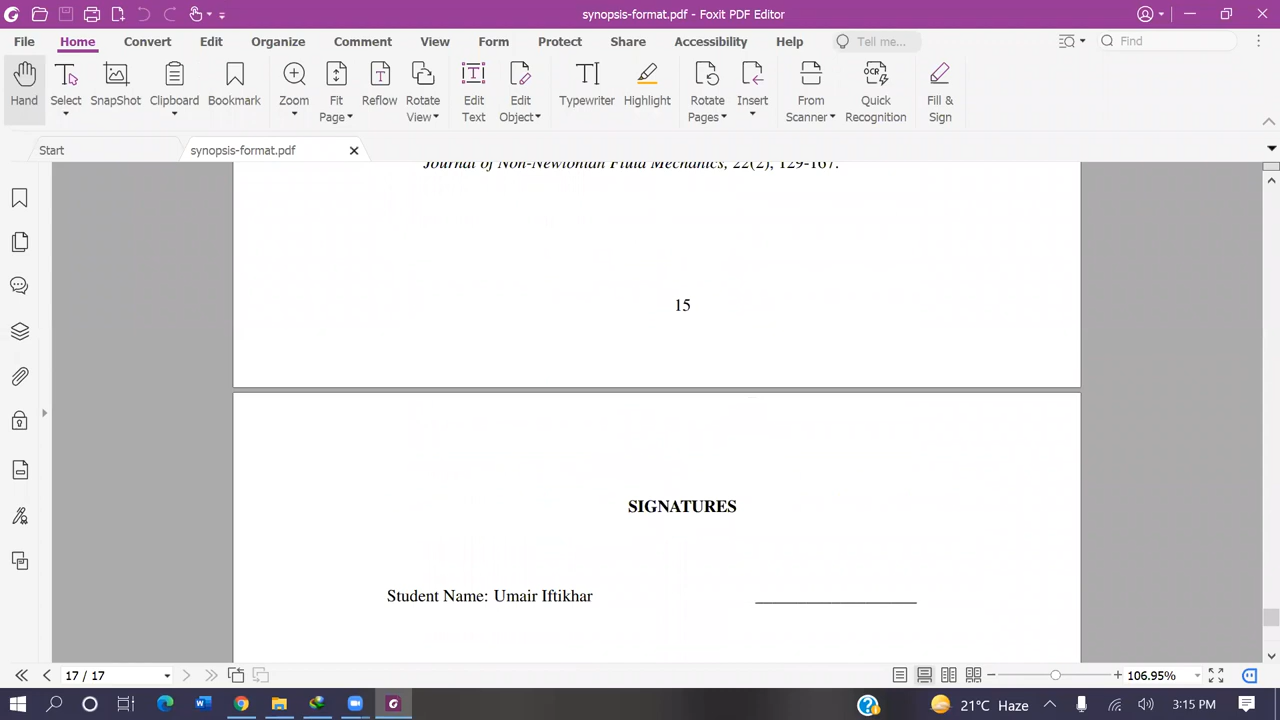 synopsis-format.pdf - Foxit PDF Editor
File Home Convert Edit Organize Comment View Form Protect Share Accessibility Help Tell me... Find
Hand Select SnapShot Clipboard Bookmark Zoom Fit Page Reflow Rotate View Edit Text Edit Object Typewriter Highlight Rotate Pages Insert From Scanner Quick Recognition Fill & Sign
Start synopsis-format.pdf
Journal of Non-Newtonian Fluid Mechanics, 22(2), 129-167.
15
SIGNATURES
Student Name: Umair Iftikhar ____________________
17 / 17 106.95%
21°C Haze 3:15 PM